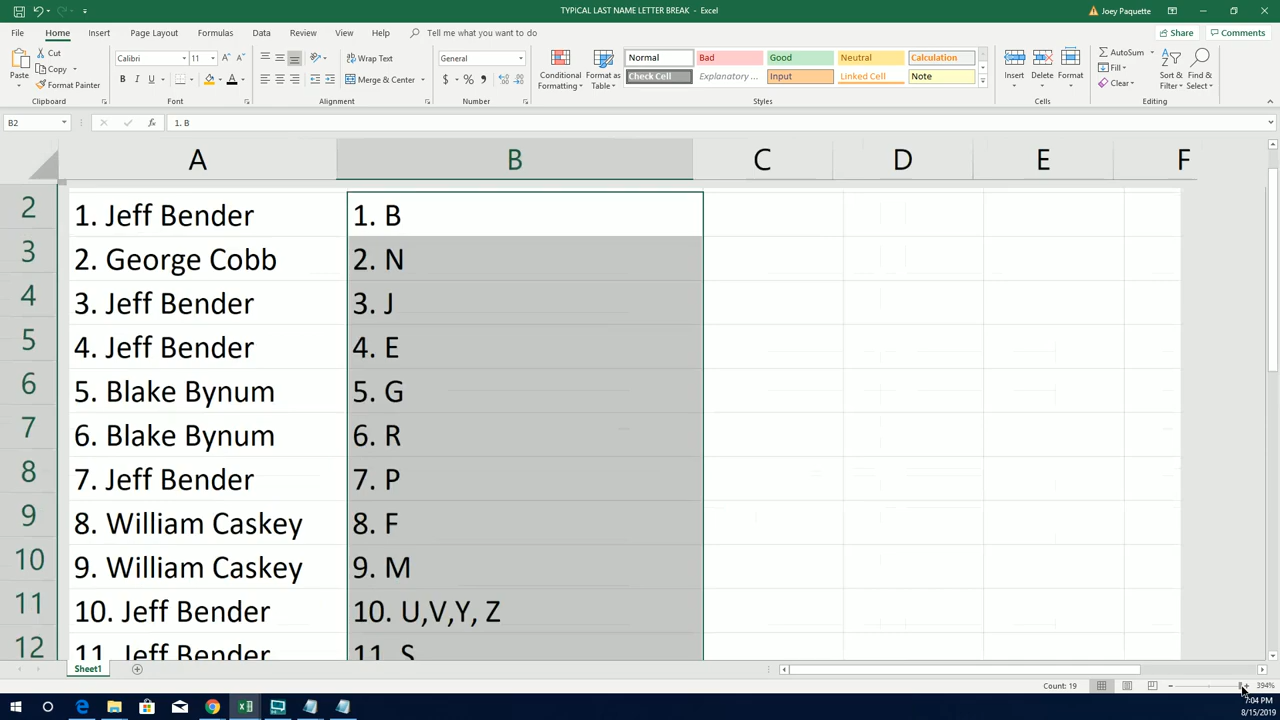 TYPICAL LAST NAME LETTER BREAK - Excel
Joey Paquette
File Home Insert Page Layout Formulas Data Review View Help Tell me what you want to do
Share Comments
Paste
Cut
Copy
Format Painter
Clipboard
Calibri 11
B I U
Font
Wrap Text
Merge & Center
Alignment
General
$ % ,
Number
Conditional Formatting
Format as Table
Normal Bad Good Neutral Calculation
Check Cell Explanatory ... Input Linked Cell Note
Styles
Insert Delete Format
Cells
AutoSum
Fill
Clear
Sort & Filter
Find & Select
Editing
B2 fx 1. B
A B C D E F
2 1. Jeff Bender 1. B
3 2. George Cobb 2. N
4 3. Jeff Bender 3. J
5 4. Jeff Bender 4. E
6 5. Blake Bynum 5. G
7 6. Blake Bynum 6. R
8 7. Jeff Bender 7. P
9 8. William Caskey 8. F
10 9. William Caskey 9. M
11 10. Jeff Bender 10. U,V,Y, Z
12 11. Jeff Bender 11. S
Sheet1
Count: 19 394%
7:04 PM
8/15/2019